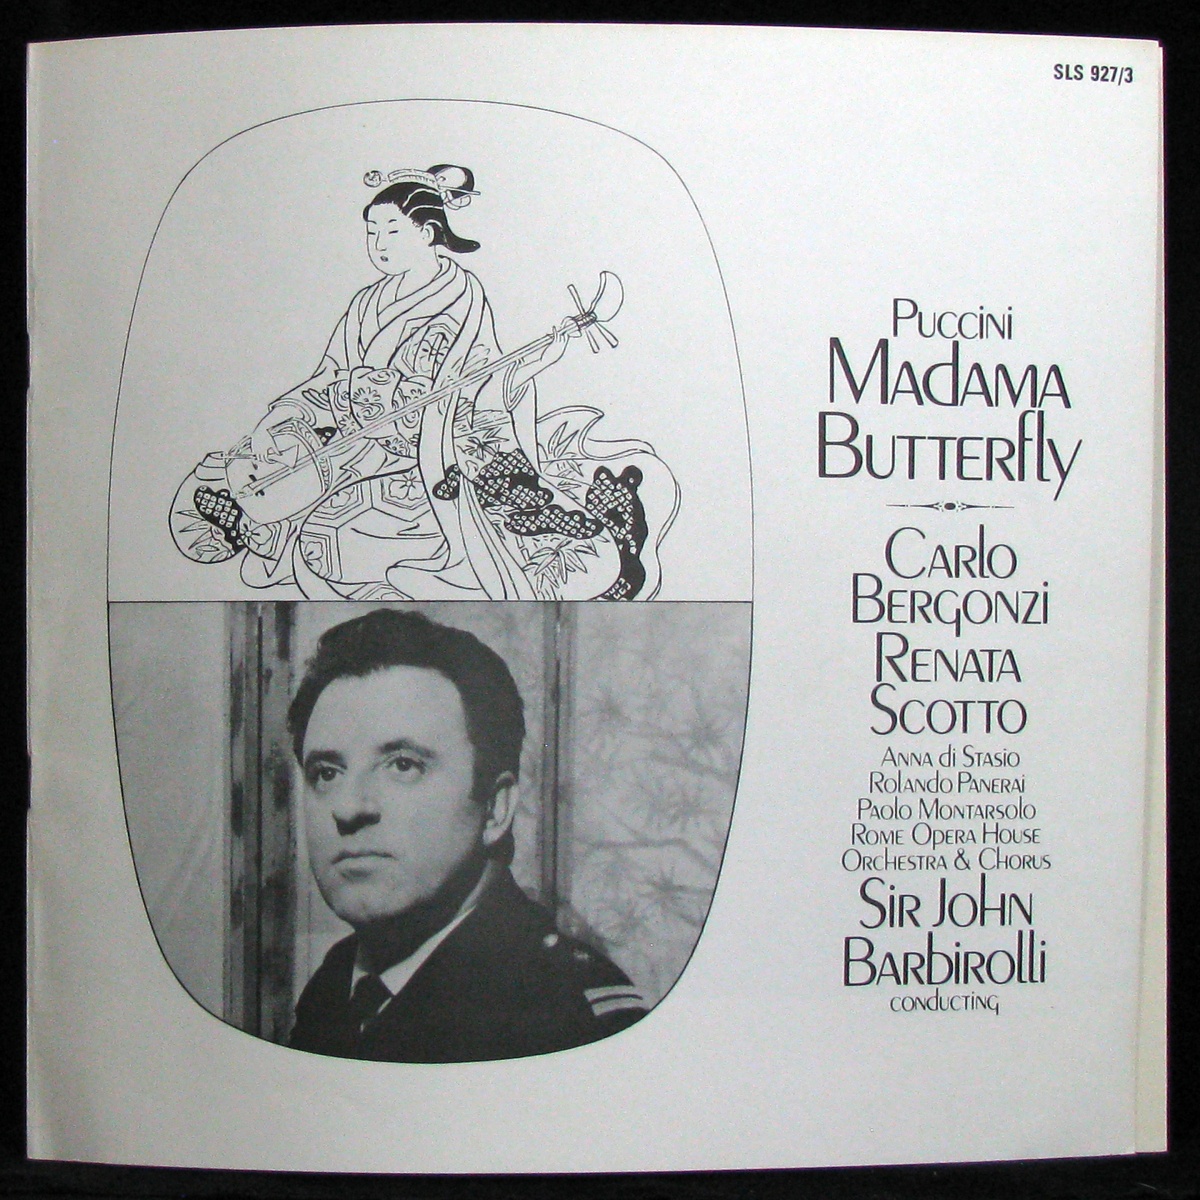 SLS 927/3
Puccini
Madama
Butterfly
Carlo
Bergonzi
Renata
Scotto
Anna di Stasio
Rolando Panerai
Paolo Montarsolo
Rome Opera House
Orchestra & Chorus
Sir John
Barbirolli
conducting